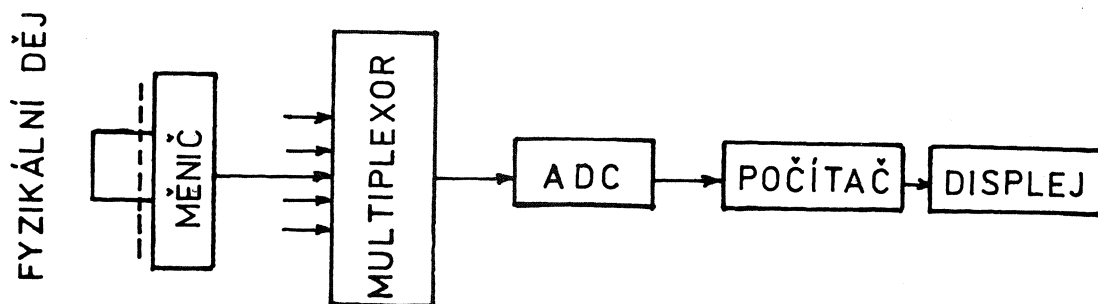 FYZIKÁLNÍ DĚJ
MĚNIČ
MULTIPLEXOR
ADC
POČÍTAČ
DISPLEJ